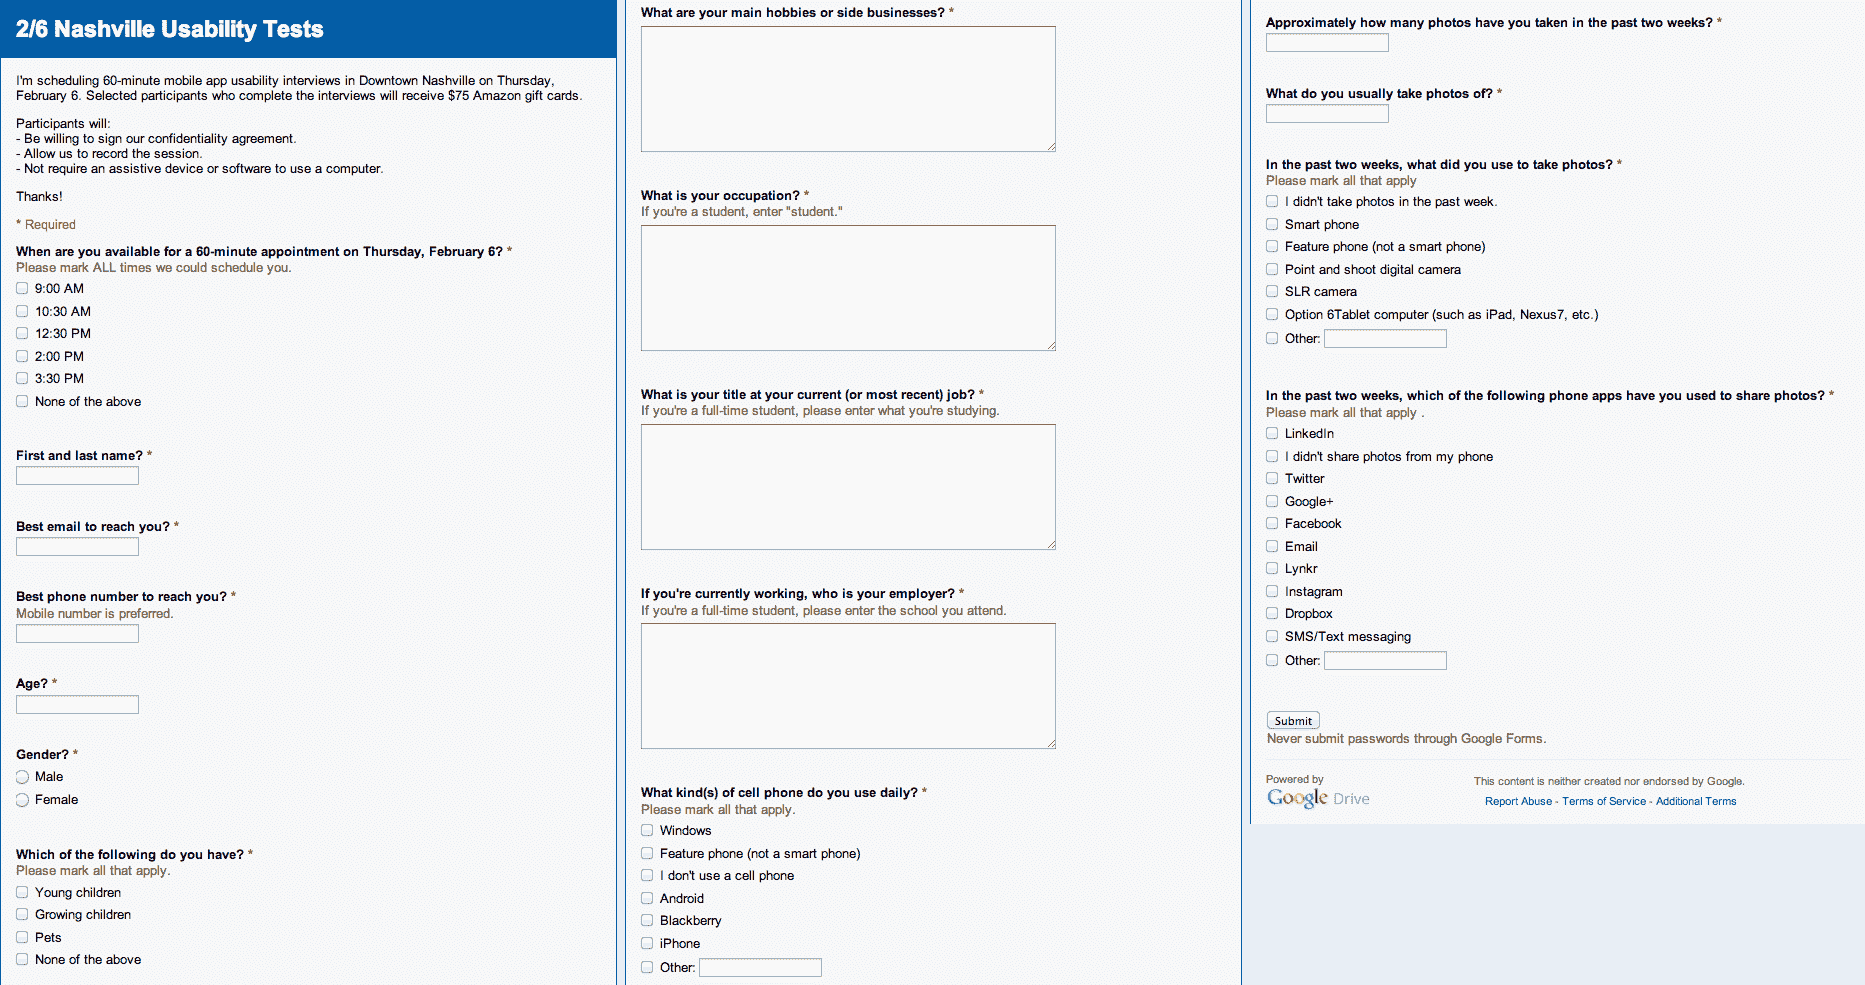 2/6 Nashville Usability Tests
I'm scheduling 60-minute mobile app usability interviews in Downtown Nashville on Thursday,
February 6. Selected participants who complete the interviews will receive $75 Amazon gift cards.
Participants will:
- Be willing to sign our confidentiality agreement.
- Allow us to record the session.
- Not require an assistive device or software to use a computer.
Thanks!
* Required
When are you available for a 60-minute appointment on Thursday, February 6? *
Please mark ALL times we could schedule you.
9:00 AM
10:30 AM
12:30 PM
2:00 PM
3:30 PM
None of the above
First and last name? *
Best email to reach you? *
Best phone number to reach you? *
Mobile number is preferred.
Age? *
Gender? *
Male
Female
Which of the following do you have? *
Please mark all that apply.
Young children
Growing children
Pets
None of the above
What are your main hobbies or side businesses? *
What is your occupation? *
If you're a student, enter "student."
What is your title at your current (or most recent) job? *
If you're a full-time student, please enter what you're studying.
If you're currently working, who is your employer? *
If you're a full-time student, please enter the school you attend.
What kind(s) of cell phone do you use daily? *
Please mark all that apply.
Windows
Feature phone (not a smart phone)
I don't use a cell phone
Android
Blackberry
iPhone
Other:
Approximately how many photos have you taken in the past two weeks? *
What do you usually take photos of? *
In the past two weeks, what did you use to take photos? *
Please mark all that apply
I didn't take photos in the past week.
Smart phone
Feature phone (not a smart phone)
Point and shoot digital camera
SLR camera
Option 6Tablet computer (such as iPad, Nexus7, etc.)
Other:
In the past two weeks, which of the following phone apps have you used to share photos? *
Please mark all that apply .
LinkedIn
I didn't share photos from my phone
Twitter
Google+
Facebook
Email
Lynkr
Instagram
Dropbox
SMS/Text messaging
Other:
Submit
Never submit passwords through Google Forms.
Powered by
Google Drive
This content is neither created nor endorsed by Google.
Report Abuse - Terms of Service - Additional Terms